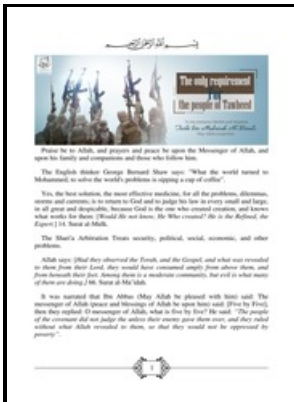 بسم الله الرحمن الرحيم
The only requirement
the people of Tawheed
Praise be to Allah, and prayers and peace be upon the Messenger of Allah, and
upon his family and companions and those who follow him.
The English thinker George Bernard Shaw says: "What the world turned to
Mohammed, to solve the world's problems is sipping a cup of coffee".
Yes, the best solution, the most effective medicine, for all the problems, dilemmas,
storms and currents; is to return to God and to judge his law in every small and large,
in all great and despicable, because God is the one who created creation, and knows
what works for them: [Would He not know, He Who created? He is the Refined, the
Expert.] 14. Surat al-Mulk.
The Shari'a Arbitration Treats security, political, social, economic, and other
problems.
Allah says: [Had they observed the Torah, and the Gospel, and what was revealed
to them from their Lord, they would have consumed amply from above them, and
from beneath their feet. Among them is a moderate community, but evil is what many
of them are doing.] 66. Surat al-Ma'idah.
It was narrated that Ibn Abbas (May Allah be pleased with him) said: The
messenger of Allah (peace and blessings of Allah be upon him) said: [Five by Five],
then they replied: O messenger of Allah, what is five by five? He said: "The people
of the covenant did not judge the unless their enemy gave them over, and they ruled
without what Allah revealed to them, so that they would not be oppressed by
poverty".
1